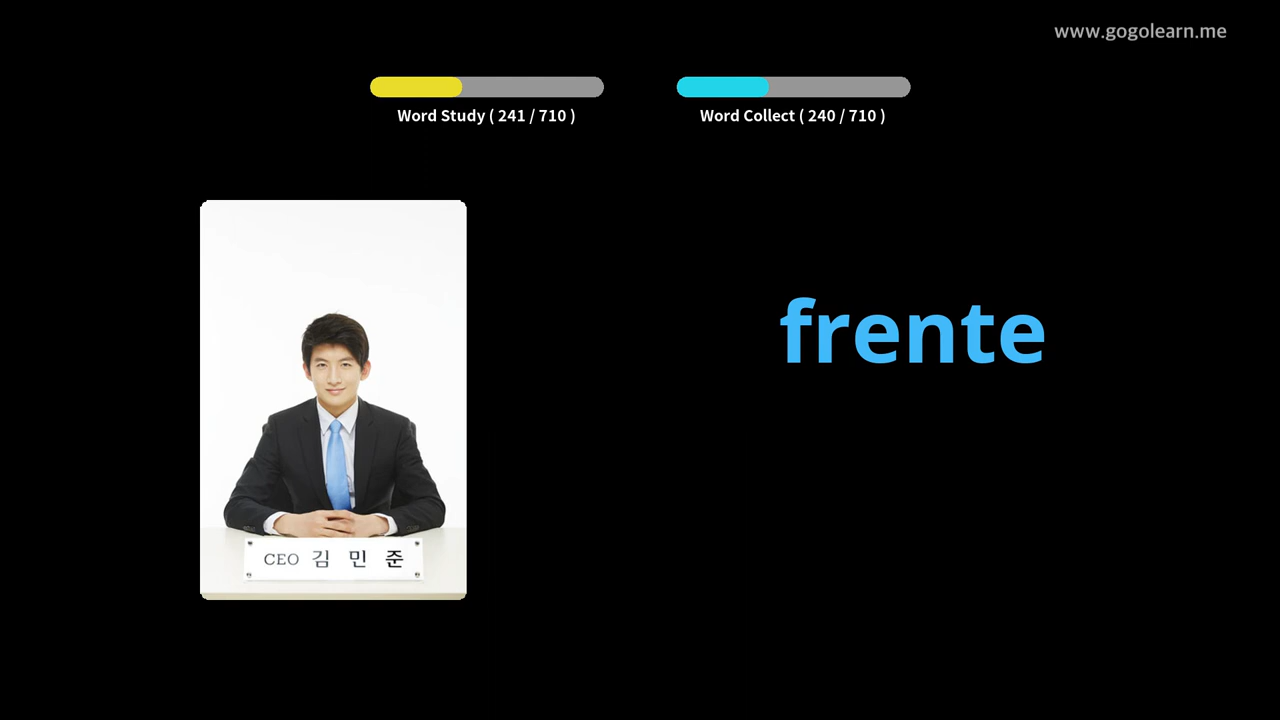 www.gogolearn.me
Word Study ( 241 / 710 )
Word Collect ( 240 / 710 )
frente
CEO 김 민 준